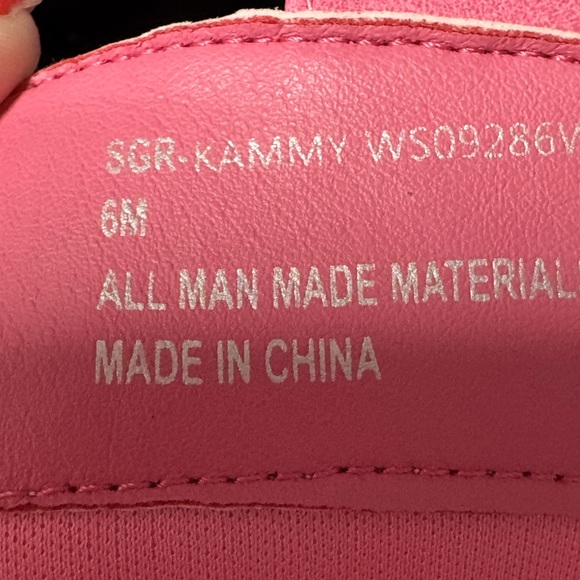 SGR-KAMMY WS09286V
6M
ALL MAN MADE MATERIAL
MADE IN CHINA